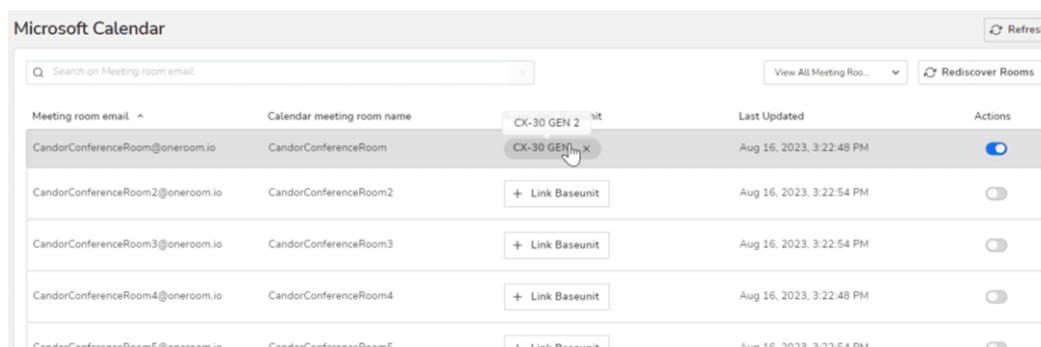 Microsoft Calendar
Search on Meeting room email
View All Meeting Roo...
Rediscover Rooms
Meeting room email Calendar meeting room name Last Updated Actions
CX-30 GEN 2
CandorConferenceRoom@oneroom.io CandorConferenceRoom CX-30 GEN Aug 16, 2023, 3:22:48 PM
CandorConferenceRoom2@oneroom.io CandorConferenceRoom2 + Link Baseunit Aug 16, 2023, 3:22:54 PM
CandorConferenceRoom3@oneroom.io CandorConferenceRoom3 + Link Baseunit Aug 16, 2023, 3:22:54 PM
CandorConferenceRoom4@oneroom.io CandorConferenceRoom4 + Link Baseunit Aug 16, 2023, 3:22:48 PM